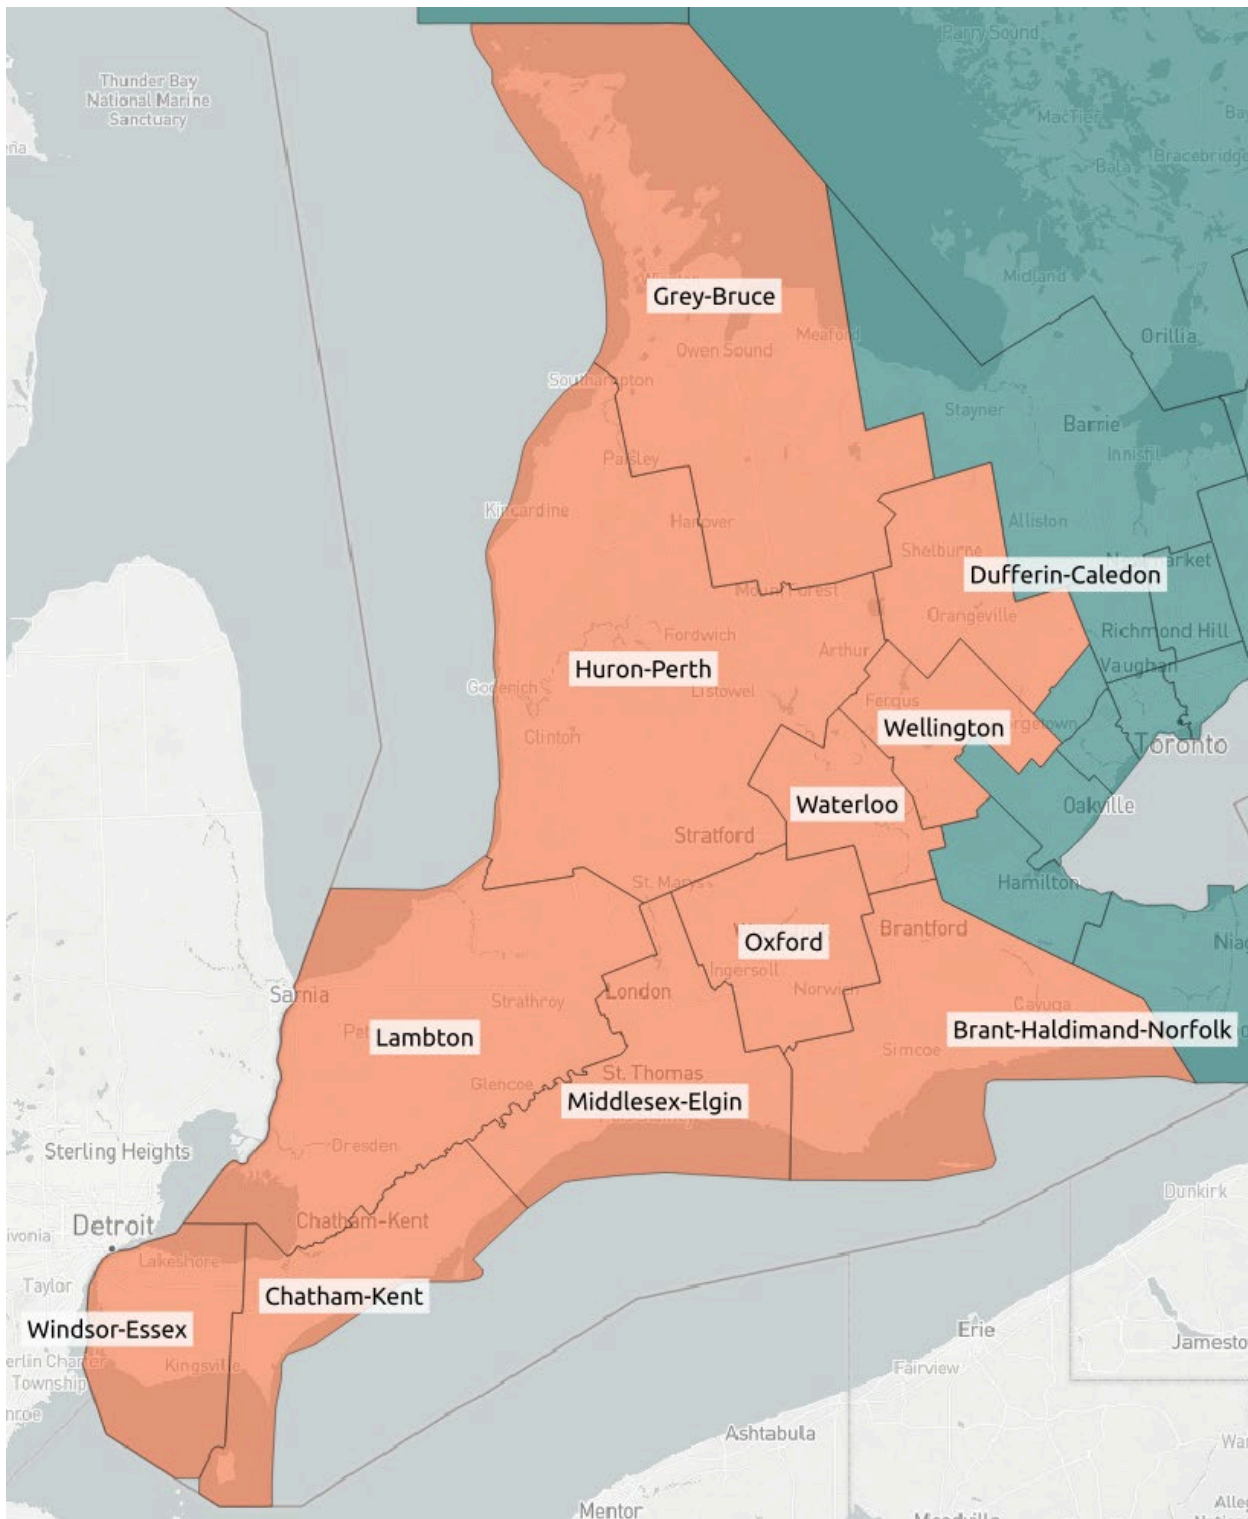 Parry Sound
Thunder Bay
National Marine
Sanctuary
MacTier
Bracebridge
Bala
Midland
Grey-Bruce
Meaford
Orillia
Owen Sound
Southampton
Stayner
Barrie
Innisfil
Paisley
Kincardine
Hanover
Alliston
Shelburne
Dufferin-Caledon
Mount Forest
Orangeville
Fordwich
Richmond Hill
Arthur
Vaughan
Huron-Perth
Goderich
Listowel
Fergus
Wellington
Clinton
Toronto
Waterloo
Oakville
Stratford
St. Marys
Hamilton
Brantford
Oxford
Ingersoll
Norwich
Sarnia
Strathroy
London
Cayuga
Lambton
Brant-Haldimand-Norfolk
Simcoe
Glencoe
St. Thomas
Middlesex-Elgin
Dresden
Sterling Heights
Dunkirk
Detroit
Chatham-Kent
Lakeshore
Taylor
Chatham-Kent
Windsor-Essex
Erie
Kingsville
Township
Fairview
Ashtabula
Mentor